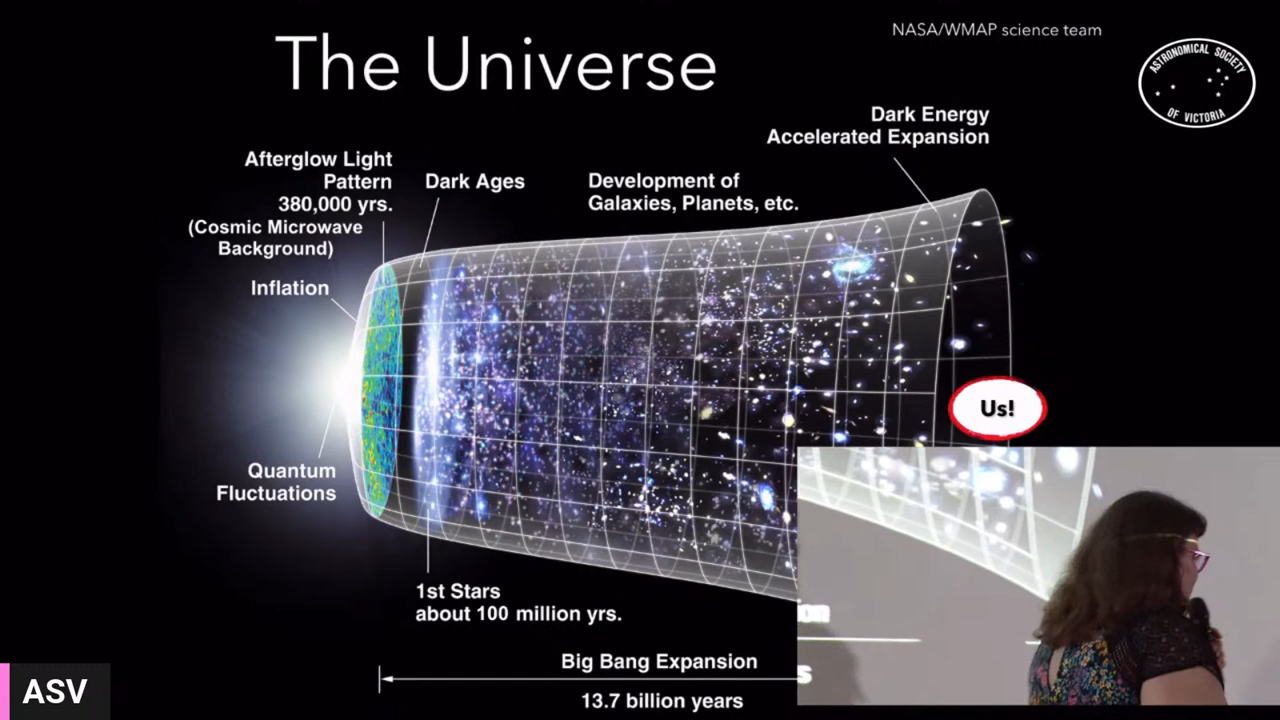 The Universe
NASA/WMAP science team
ASTRONOMICAL SOCIETY
OF VICTORIA
Dark Energy
Accelerated Expansion
Afterglow Light
Pattern
380,000 yrs.
(Cosmic Microwave
Background)
Dark Ages
Development of
Galaxies, Planets, etc.
Inflation
Us!
Quantum
Fluctuations
1st Stars
about 100 million yrs.
Big Bang Expansion
13.7 billion years
ASV